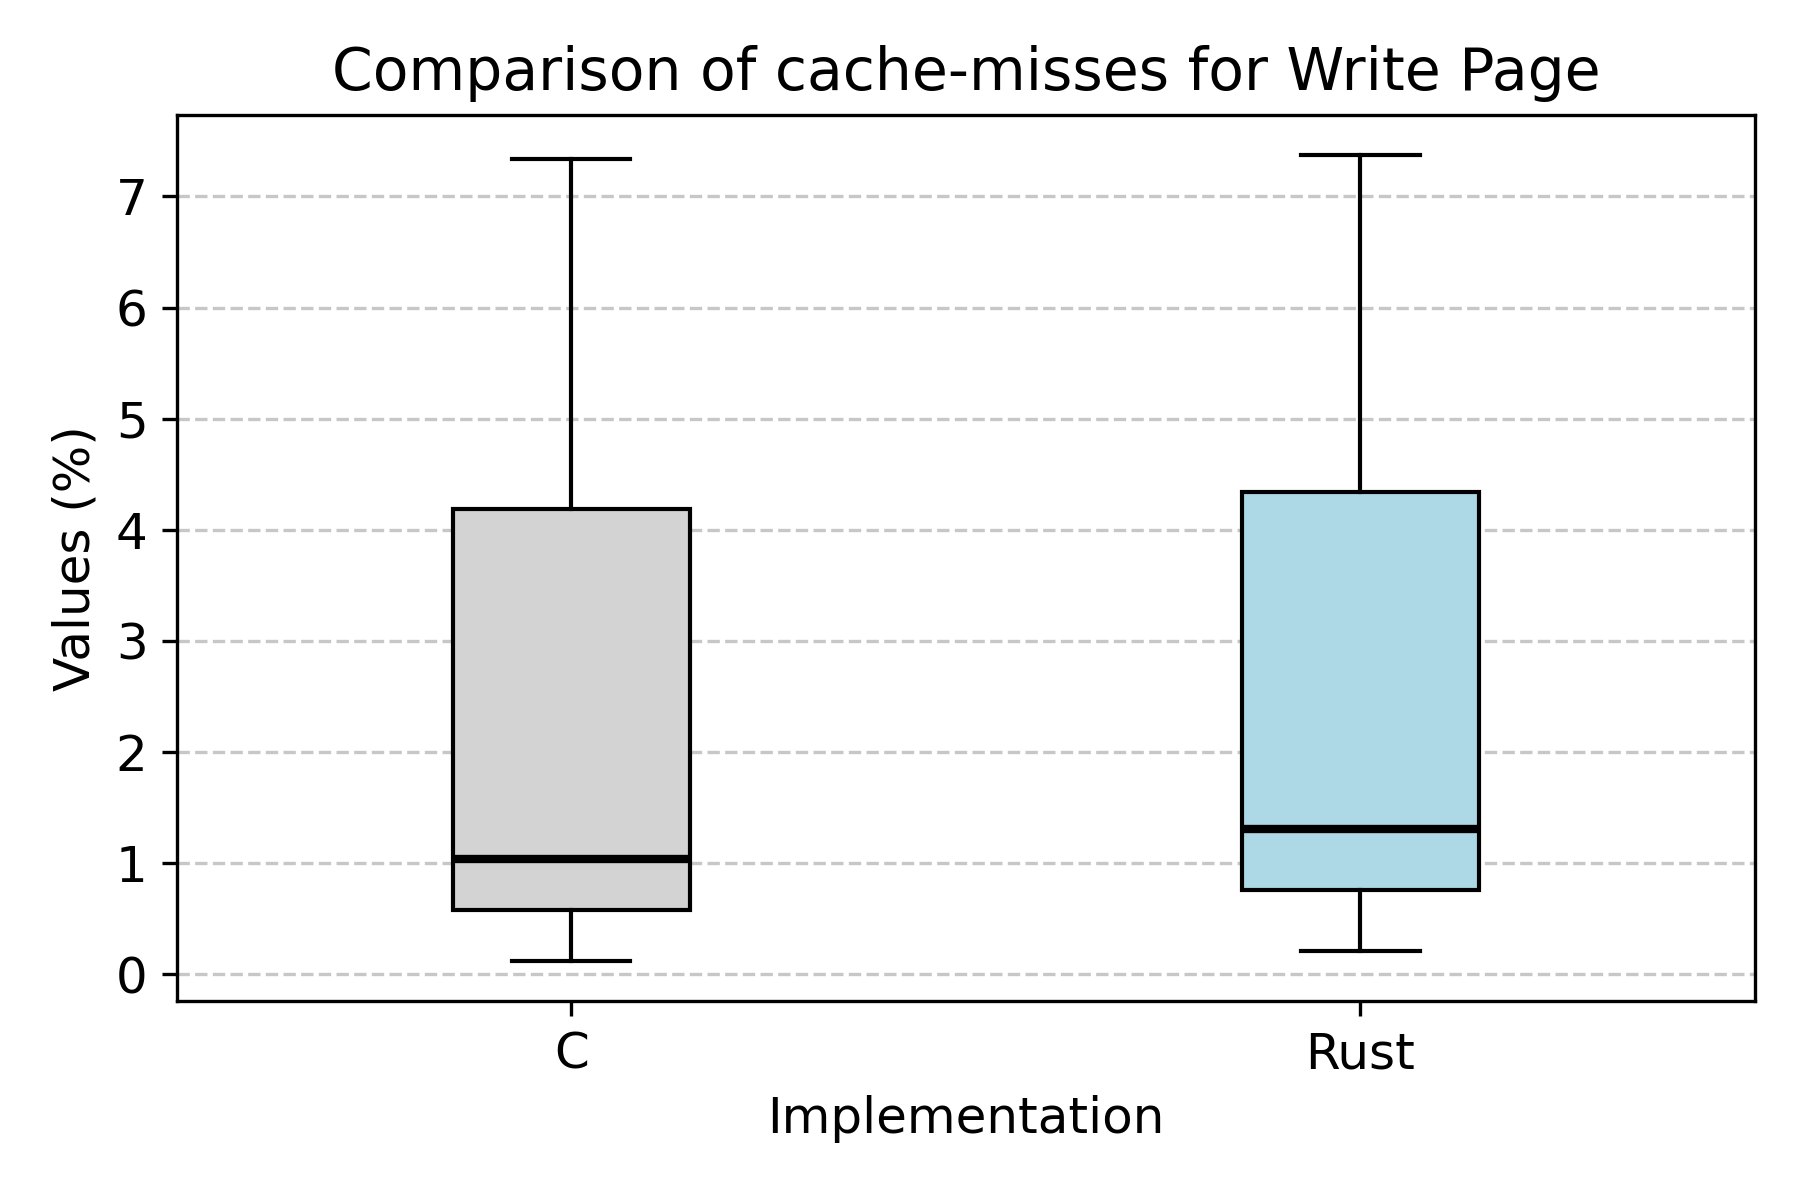 Comparison of cache-misses for Write Page
Values (%)
7
6
5
4
3
2
1
0
C
Rust
Implementation